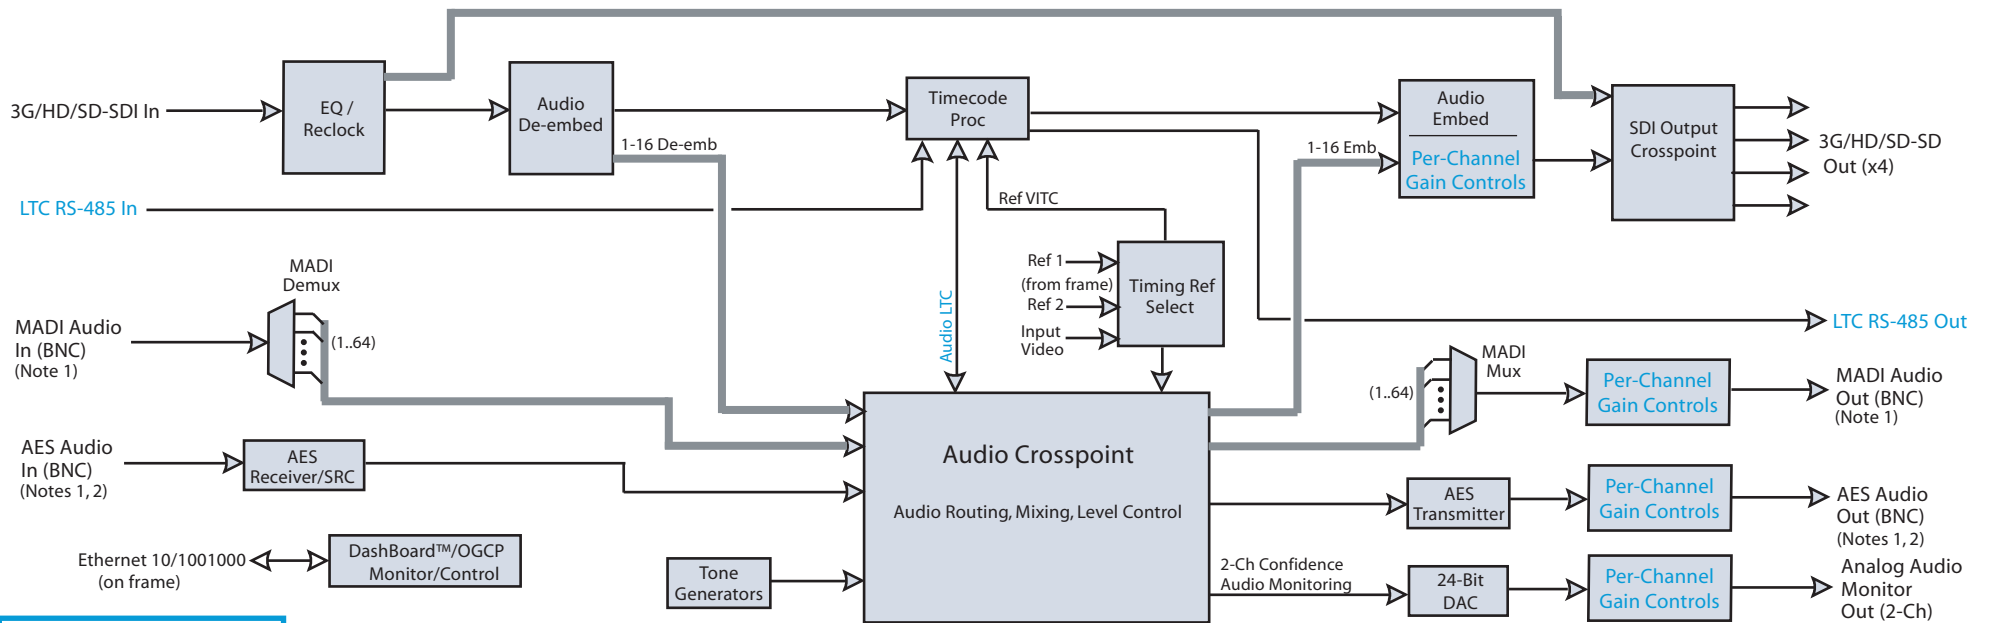 3G/HD/SD-SDI In
EQ /
Reclock
Audio
De-embed
1-16 De-emb
Timecode
Proc
1-16 Emb
Audio
Embed
Per-Channel
Gain Controls
SDI Output
Crosspoint
3G/HD/SD-SD
Out (x4)
LTC RS-485 In
Ref VITC
Ref 1
(from frame)
Ref 2
Input
Video
Timing Ref
Select
Audio LTC
LTC RS-485 Out
MADI
Demux
MADI Audio
In (BNC)
(Note 1)
(1..64)
(1..64)
MADI
Mux
Per-Channel
Gain Controls
MADI Audio
Out (BNC)
(Note 1)
AES Audio
In (BNC)
(Notes 1, 2)
AES
Receiver/SRC
Audio Crosspoint
Audio Routing, Mixing, Level Control
AES
Transmitter
Per-Channel
Gain Controls
AES Audio
Out (BNC)
(Notes 1, 2)
Ethernet 10/1001000
(on frame)
DashBoard™/OGCP
Monitor/Control
Tone
Generators
2-Ch Confidence
Audio Monitoring
24-Bit
DAC
Per-Channel
Gain Controls
Analog Audio
Monitor
Out (2-Ch)